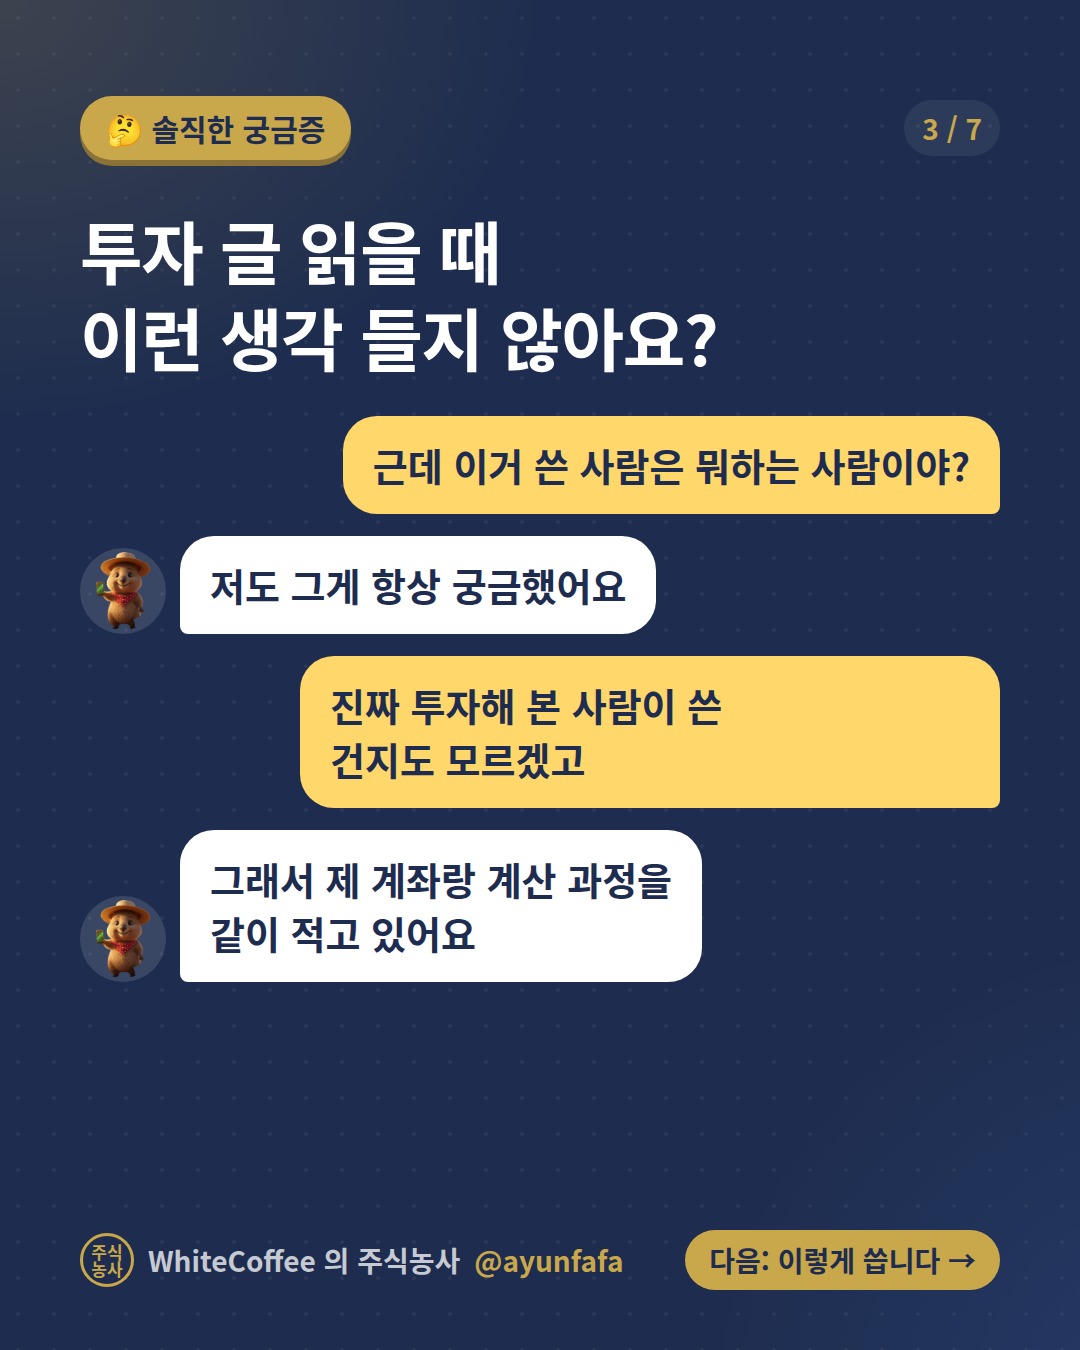 🤔 솔직한 궁금증
3 / 7
투자 글 읽을 때
이런 생각 들지 않아요?
근데 이거 쓴 사람은 뭐하는 사람이야?
저도 그게 항상 궁금했어요
진짜 투자해 본 사람이 쓴
건지도 모르겠고
그래서 제 계좌랑 계산 과정을
같이 적고 있어요
주식
농사
WhiteCoffee 의 주식농사 @ayunfafa
다음: 이렇게 씁니다 →